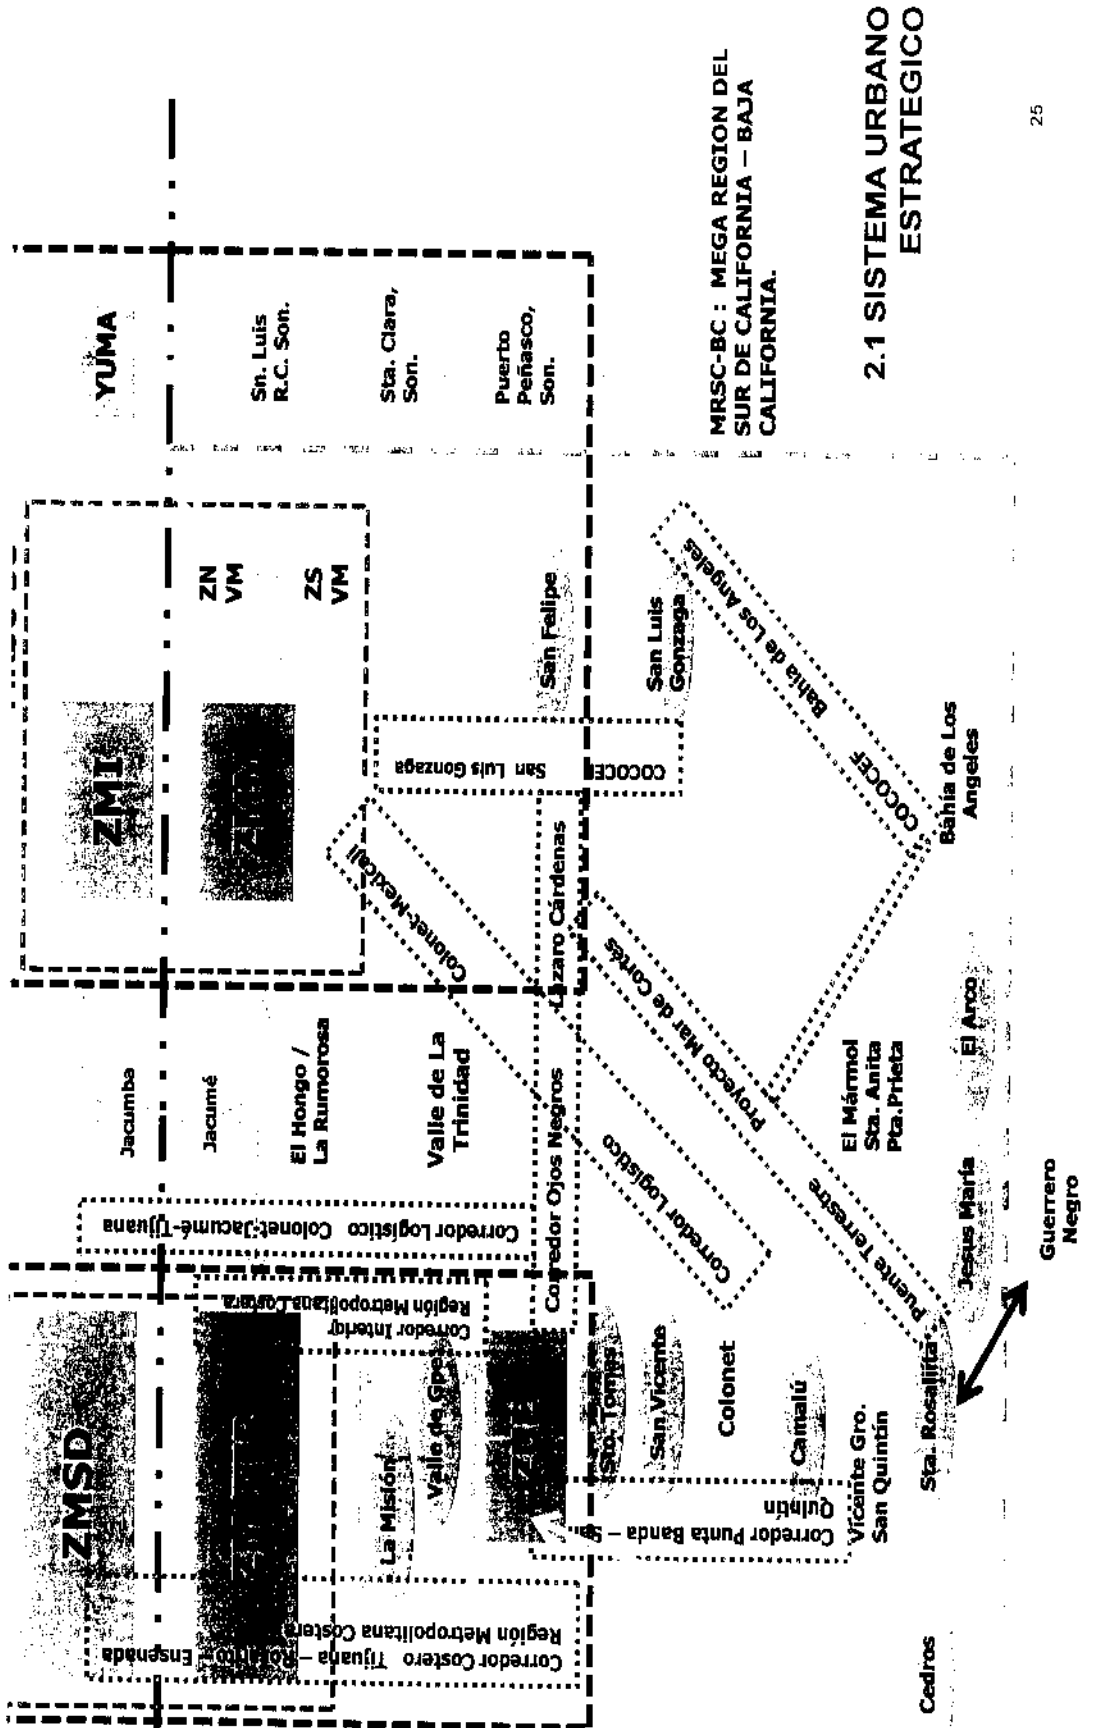 ZMSD
ZMI
YUMA
Jacumba
Jacumé
El Hongo /
La Rumorosa
Valle de La
Trinidad
ZN
VM
ZS
VM
Sn. Luis
R.C. Son.
Sta. Clara,
Son.
Puerto
Peñasco,
Son.
Corredor Costero Tijuana – Rosarito – Ensenada
Región Metropolitana Costera
Corredor Interior
Región Metropolitana Costera
Corredor Logístico Colonet-Jacumé-Tijuana
La Misión
Valle de Gpe
Corredor Ojos Negros Lázaro Cárdenas
Corredor Logístico Colonet-Mexicali
COCOCEF San Luis Gonzaga
San Felipe
San Luis
Gonzaga
Sto. Tomas
San Vicente
Colonet
Camalú
Corredor Punta Banda –
Quintín
Vicente Gro.
San Quintín
Puente Terrestre Proyecto Mar de Cortés
COCOCEF Bahía de Los Angeles
El Mármol
Sta. Anita
Pta.Prieta
Bahía de Los
Angeles
Cedros
Sta. Rosaliíta
Jesus María
El Arco
Guerrero
Negro
MRSC-BC : MEGA REGION DEL
SUR DE CALIFORNIA – BAJA
CALIFORNIA.
2.1 SISTEMA URBANO
ESTRATEGICO
25